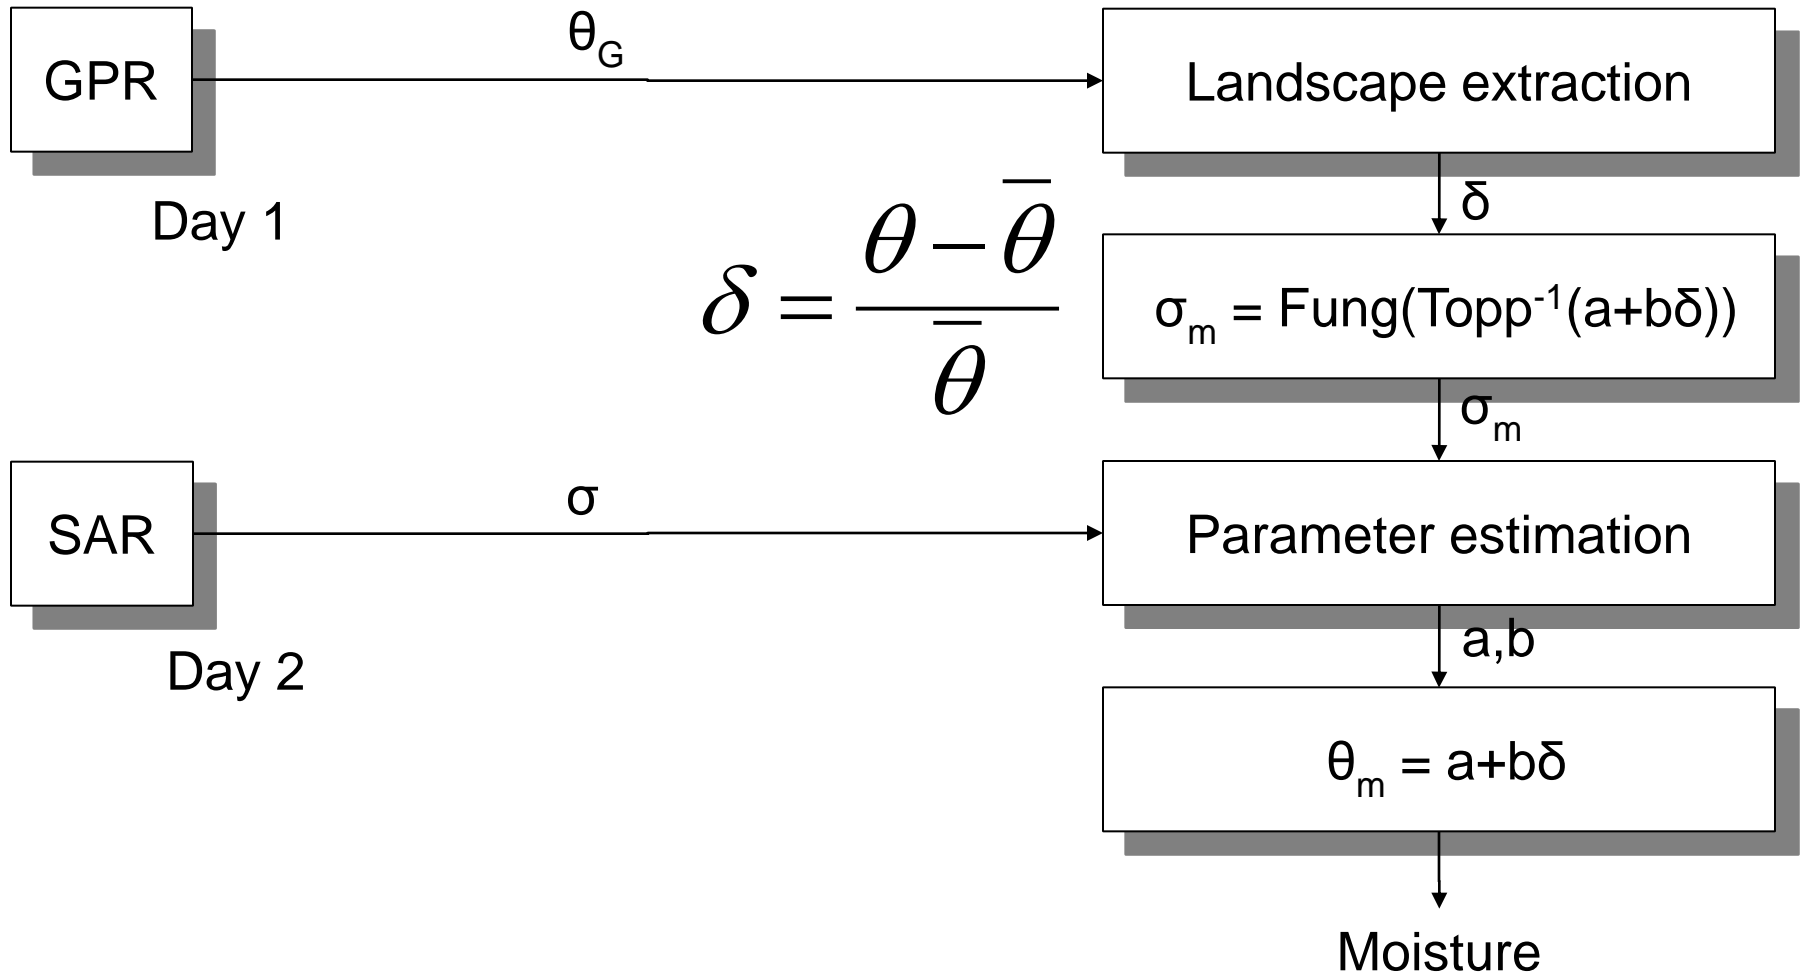 GPR
θG
Landscape extraction
Day 1
δ
δ = (θ − θ̅) / θ̅
σm = Fung(Topp-1(a+bδ))
σm
SAR
σ
Parameter estimation
Day 2
a,b
θm = a+bδ
Moisture